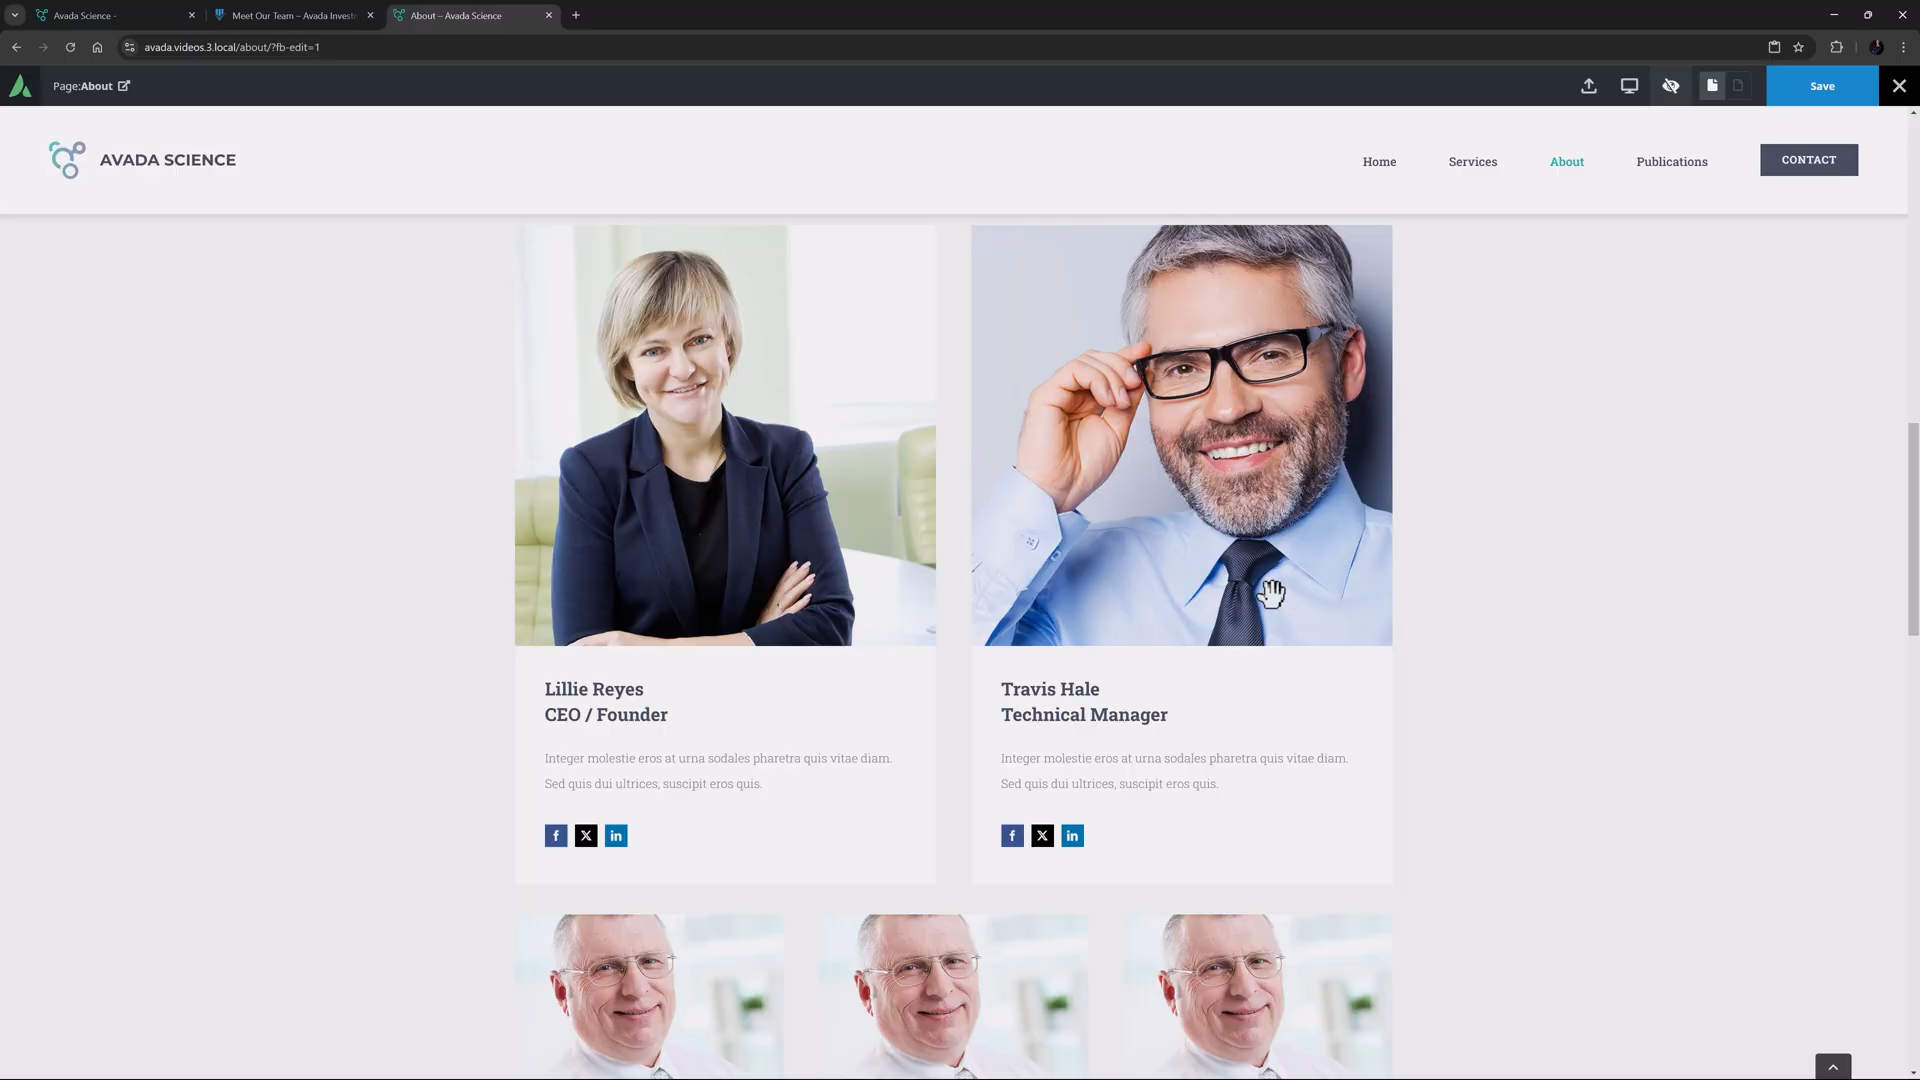 Avada Science -
Meet Our Team – Avada Invest
About – Avada Science
avada.videos.3.local/about/?fb-edit=1
Page: About
Save
AVADA SCIENCE
Home
Services
About
Publications
CONTACT
Lillie Reyes
CEO / Founder
Integer molestie eros at urna sodales pharetra quis vitae diam.
Sed quis dui ultrices, suscipit eros quis.
Travis Hale
Technical Manager
Integer molestie eros at urna sodales pharetra quis vitae diam.
Sed quis dui ultrices, suscipit eros quis.